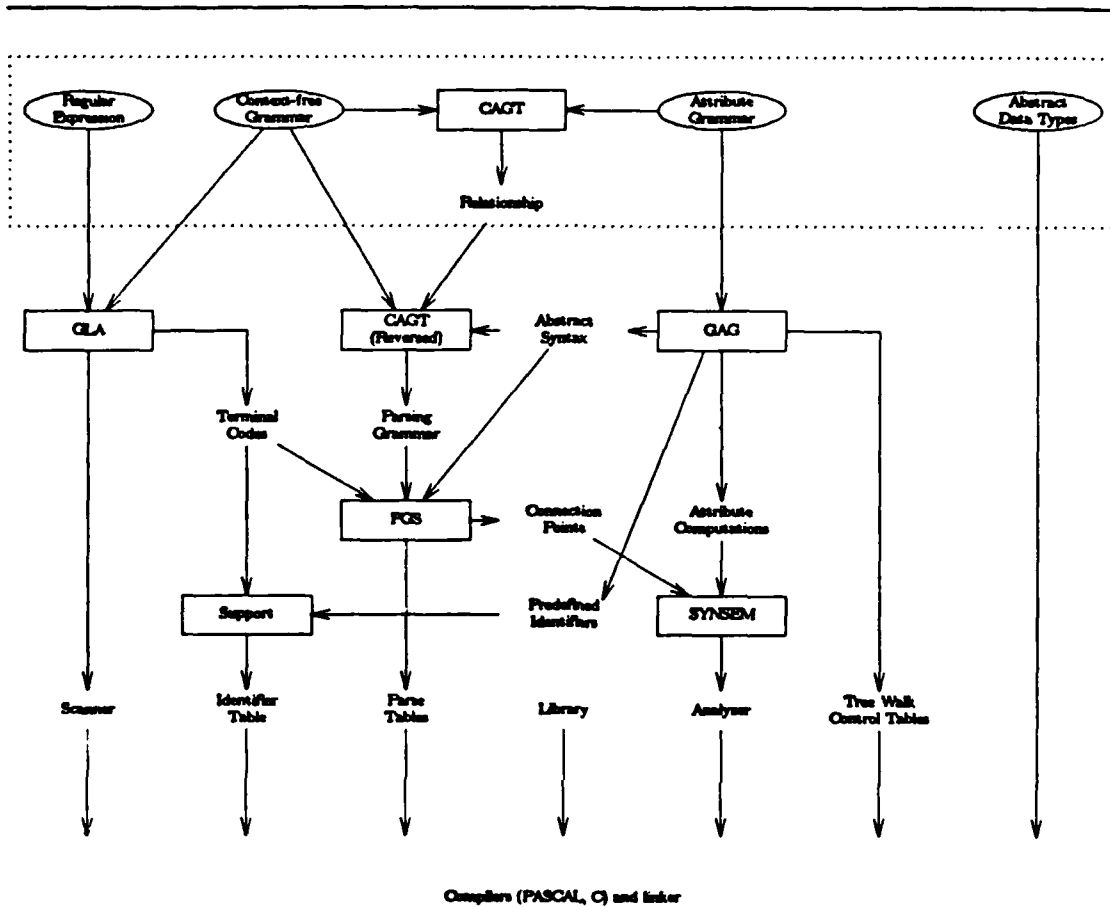 Regular
Expression
Context-free
Grammar
CAGT
Attribute
Grammar
Abstract
Data Types
Relationship
GLA
CAGT
(Reversed)
Abstract
Syntax
GAG
Terminal
Codes
Parsing
Grammar
PGS
Connection
Points
Attribute
Computations
Support
Predefined
Identifiers
SYNSEM
Scanner
Identifier
Table
Parse
Tables
Library
Analyzer
Tree Walk
Control Tables
Compilers (PASCAL, C) and linker